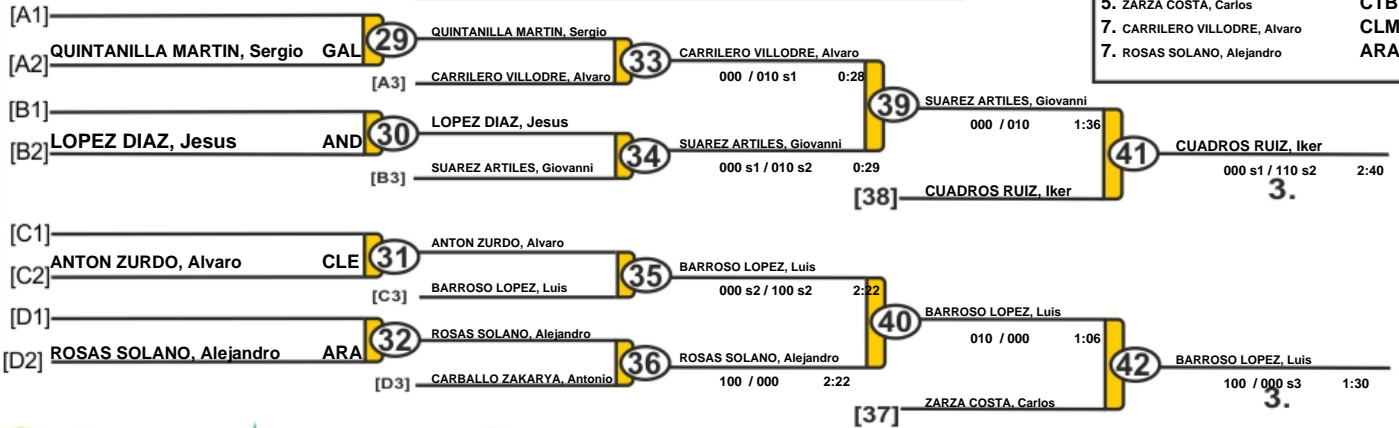 5. ZARZA COSTA, Carlos CTB
7. CARRILERO VILLODRE, Alvaro CLM
7. ROSAS SOLANO, Alejandro ARA
[A1]
[A2] QUINTANILLA MARTIN, Sergio GAL
29
QUINTANILLA MARTIN, Sergio
[A3] CARRILERO VILLODRE, Alvaro
33
CARRILERO VILLODRE, Alvaro
000 / 010 s1 0:28
[B1]
[B2] LOPEZ DIAZ, Jesus AND
30
LOPEZ DIAZ, Jesus
[B3] SUAREZ ARTILES, Giovanni
34
SUAREZ ARTILES, Giovanni
000 s1 / 010 s2 0:29
39
SUAREZ ARTILES, Giovanni
000 / 010 1:36
[38] CUADROS RUIZ, Iker
41
CUADROS RUIZ, Iker
000 s1 / 110 s2 2:40
3.
[C1]
[C2] ANTON ZURDO, Alvaro CLE
31
ANTON ZURDO, Alvaro
[C3] BARROSO LOPEZ, Luis
35
BARROSO LOPEZ, Luis
000 s2 / 100 s2 2:22
[D1]
[D2] ROSAS SOLANO, Alejandro ARA
32
ROSAS SOLANO, Alejandro
[D3] CARBALLO ZAKARYA, Antonio
36
ROSAS SOLANO, Alejandro
100 / 000 2:22
40
BARROSO LOPEZ, Luis
010 / 000 1:06
[37] ZARZA COSTA, Carlos
42
BARROSO LOPEZ, Luis
100 / 000 s3 1:30
3.